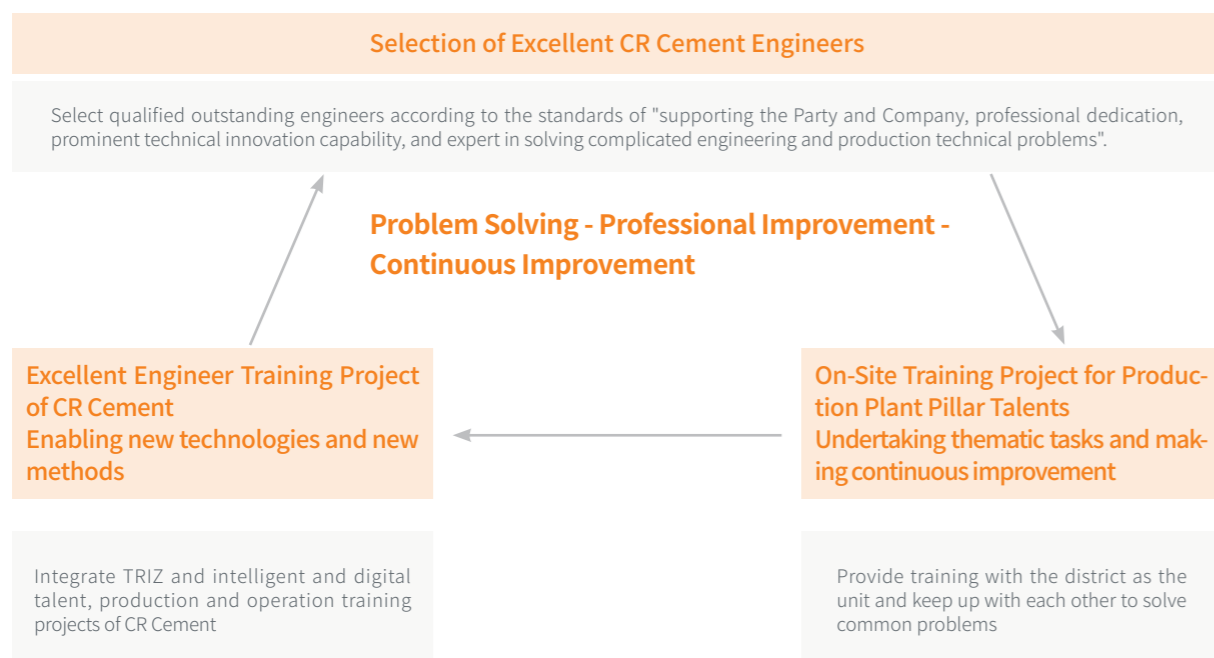 Selection of Excellent CR Cement Engineers
Select qualified outstanding engineers according to the standards of "supporting the Party and Company, professional dedication,
prominent technical innovation capability, and expert in solving complicated engineering and production technical problems".
Problem Solving - Professional Improvement -
Continuous Improvement
Excellent Engineer Training Project
of CR Cement
Enabling new technologies and new
methods
On-Site Training Project for Produc-
tion Plant Pillar Talents
Undertaking thematic tasks and mak-
ing continuous improvement
Integrate TRIZ and intelligent and digital
talent, production and operation training
projects of CR Cement
Provide training with the district as the
unit and keep up with each other to solve
common problems